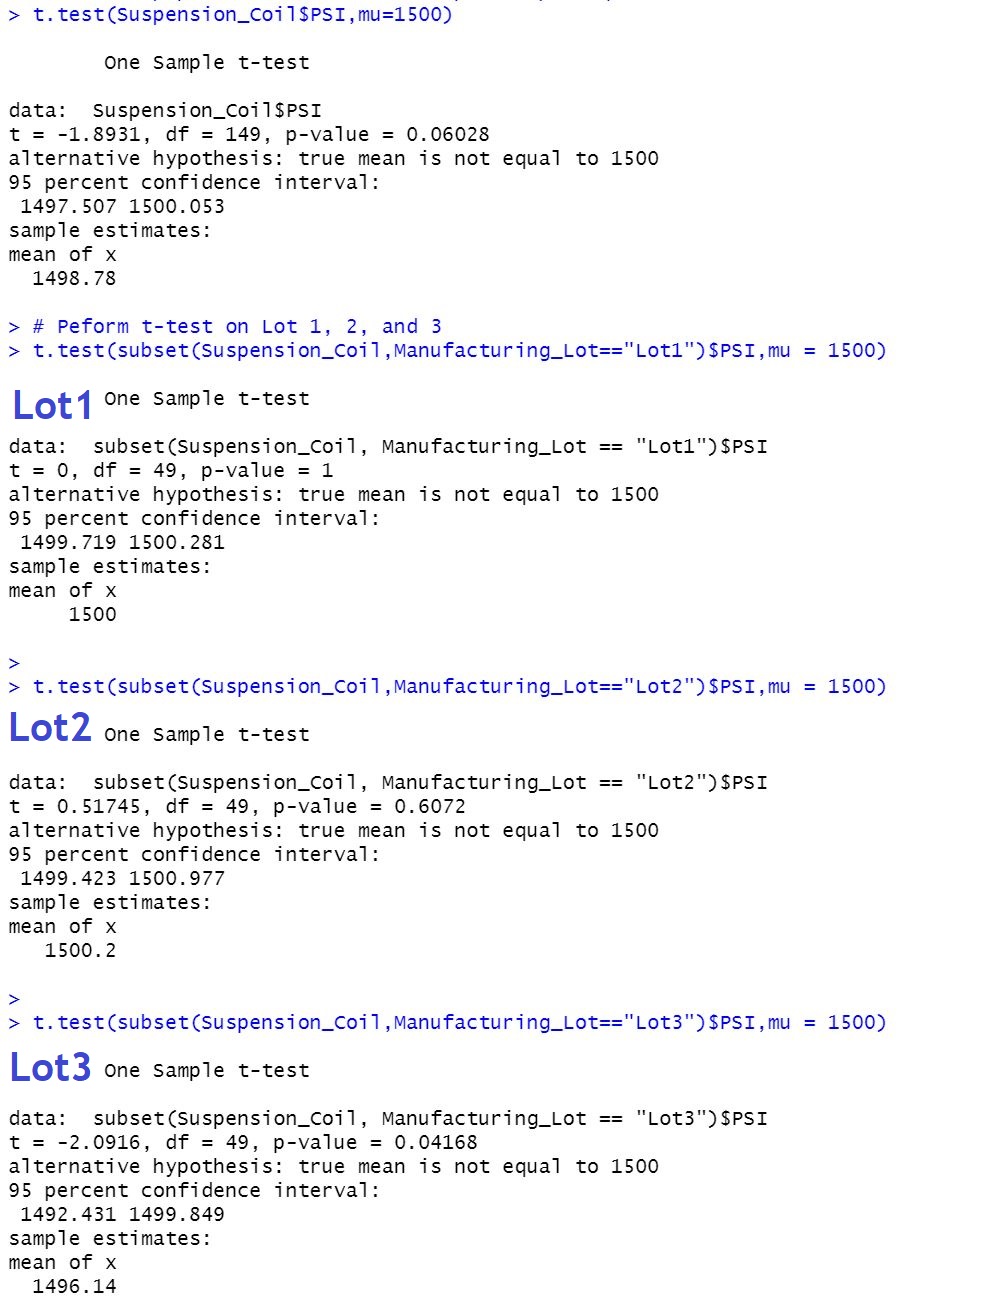 > t.test(Suspension_Coil$PSI,mu=1500)
One Sample t-test
data:  Suspension_Coil$PSI
t = -1.8931, df = 149, p-value = 0.06028
alternative hypothesis: true mean is not equal to 1500
95 percent confidence interval:
 1497.507 1500.053
sample estimates:
mean of x
  1498.78
> # Peform t-test on Lot 1, 2, and 3
> t.test(subset(Suspension_Coil,Manufacturing_Lot=="Lot1")$PSI,mu = 1500)
Lot1 One Sample t-test
data:  subset(Suspension_Coil, Manufacturing_Lot == "Lot1")$PSI
t = 0, df = 49, p-value = 1
alternative hypothesis: true mean is not equal to 1500
95 percent confidence interval:
 1499.719 1500.281
sample estimates:
mean of x
     1500
>
> t.test(subset(Suspension_Coil,Manufacturing_Lot=="Lot2")$PSI,mu = 1500)
Lot2 One Sample t-test
data:  subset(Suspension_Coil, Manufacturing_Lot == "Lot2")$PSI
t = 0.51745, df = 49, p-value = 0.6072
alternative hypothesis: true mean is not equal to 1500
95 percent confidence interval:
 1499.423 1500.977
sample estimates:
mean of x
   1500.2
>
> t.test(subset(Suspension_Coil,Manufacturing_Lot=="Lot3")$PSI,mu = 1500)
Lot3 One Sample t-test
data:  subset(Suspension_Coil, Manufacturing_Lot == "Lot3")$PSI
t = -2.0916, df = 49, p-value = 0.04168
alternative hypothesis: true mean is not equal to 1500
95 percent confidence interval:
 1492.431 1499.849
sample estimates:
mean of x
  1496.14